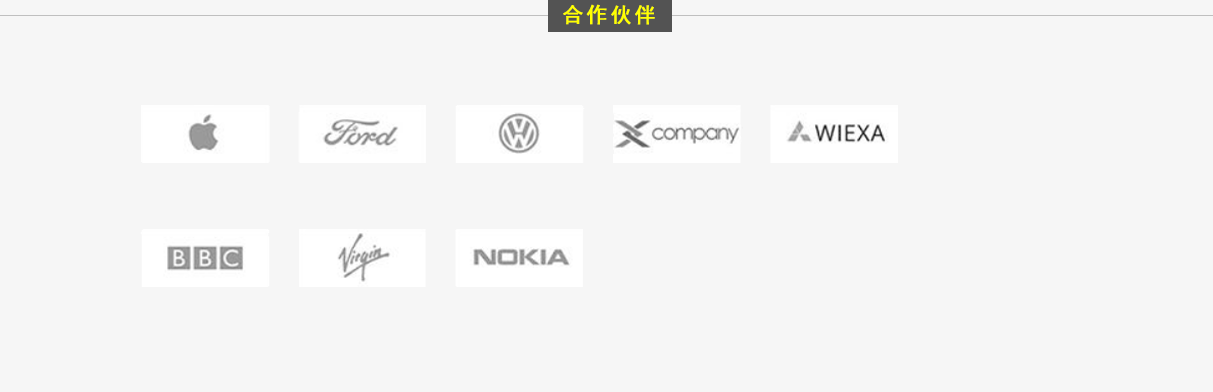 合作伙伴
Ford
company
WIEXA
BBC
Virgin
NOKIA